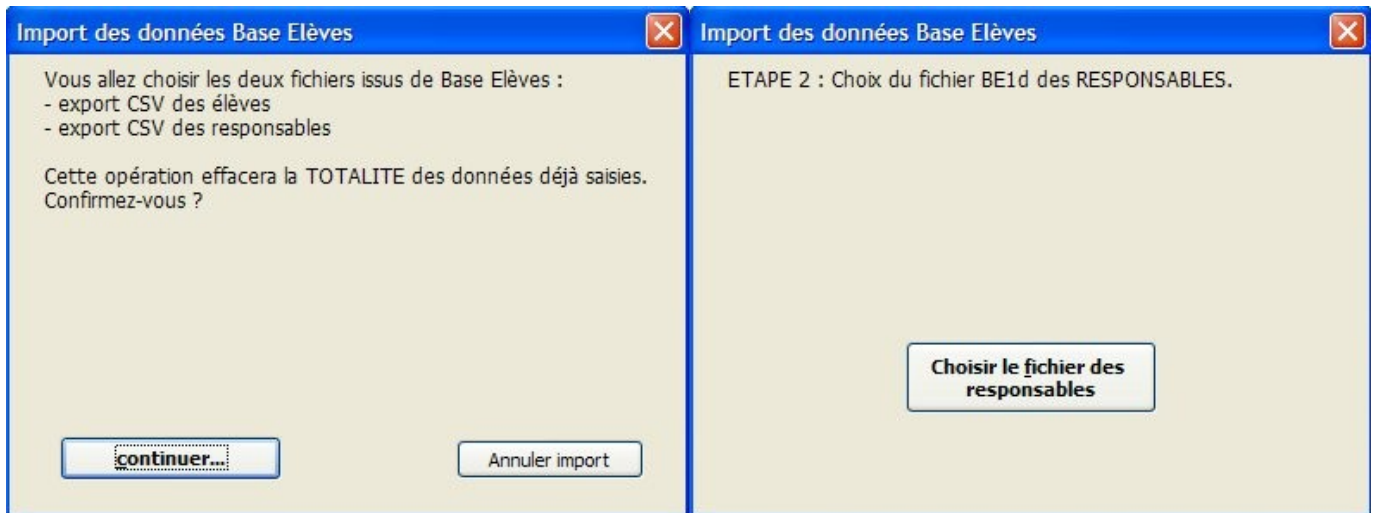 Import des données Base Elèves
Vous allez choisir les deux fichiers issus de Base Elèves :
- export CSV des élèves
- export CSV des responsables
Cette opération effacera la TOTALITE des données déjà saisies.
Confirmez-vous ?
continuer...
Annuler import
Import des données Base Elèves
ETAPE 2 : Choix du fichier BE1d des RESPONSABLES.
Choisir le fichier des
responsables